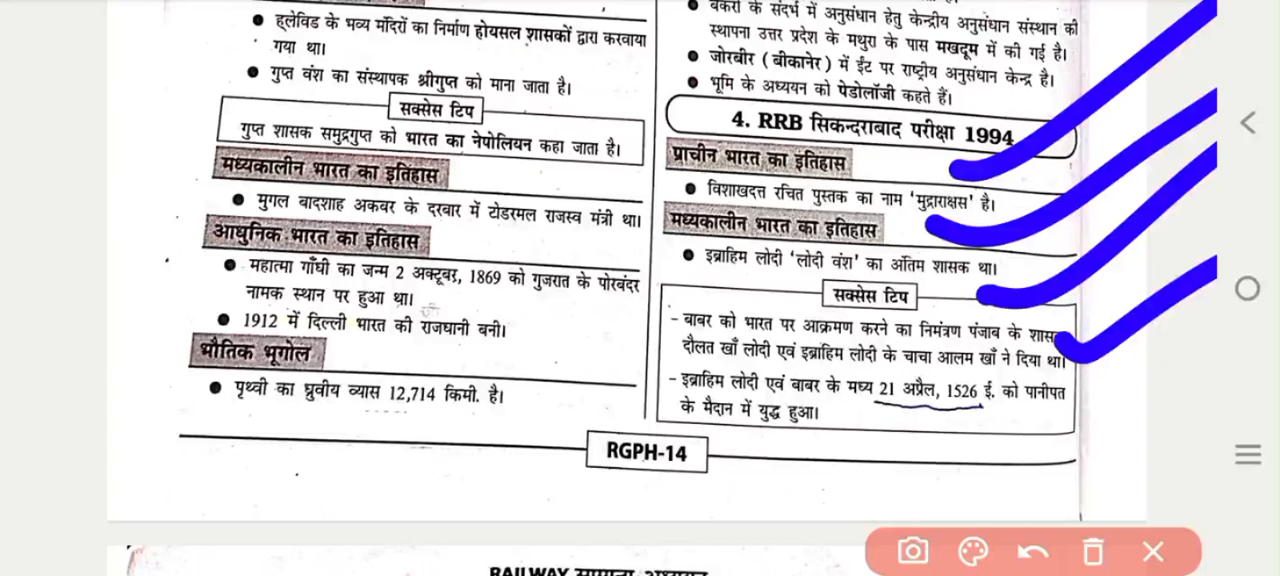 हलेविड के भव्य मंदिरों का निर्माण होयसल शासकों द्वारा करवाया
गया था।
गुप्त वंश का संस्थापक श्रीगुप्त को माना जाता है।
सक्सेस टिप
गुप्त शासक समुद्रगुप्त को भारत का नेपोलियन कहा जाता है।
मध्यकालीन भारत का इतिहास
मुगल बादशाह अकबर के दरबार में टोडरमल राजस्व मंत्री था।
आधुनिक भारत का इतिहास
महात्मा गाँधी का जन्म 2 अक्टूबर, 1869 को गुजरात के पोरबंदर
नामक स्थान पर हुआ था।
1912 में दिल्ली भारत की राजधानी बनी।
भौतिक भूगोल
पृथ्वी का ध्रुवीय व्यास 12,714 किमी. है।
बकरी के संदर्भ में अनुसंधान हेतु केन्द्रीय अनुसंधान संस्थान की
स्थापना उत्तर प्रदेश के मथुरा के पास मखदूम में की गई है।
जोरबीर (बीकानेर) में ईंट पर राष्ट्रीय अनुसंधान केन्द्र है।
भूमि के अध्ययन को पेडोलॉजी कहते हैं।
4. RRB सिकन्दराबाद परीक्षा 1994
प्राचीन भारत का इतिहास
विशाखदत्त रचित पुस्तक का नाम ‘मुद्राराक्षस’ है।
मध्यकालीन भारत का इतिहास
इब्राहिम लोदी ‘लोदी वंश’ का अंतिम शासक था।
सक्सेस टिप
- बाबर को भारत पर आक्रमण करने का निमंत्रण पंजाब के
दौलत खाँ लोदी एवं इब्राहिम लोदी के चाचा आलम खाँ ने दिया था।
- इब्राहिम लोदी एवं बाबर के मध्य 21 अप्रैल, 1526 ई. को पानीपत
के मैदान में युद्ध हुआ।
RGPH-14
RAILWAY सामान्य अध्ययन